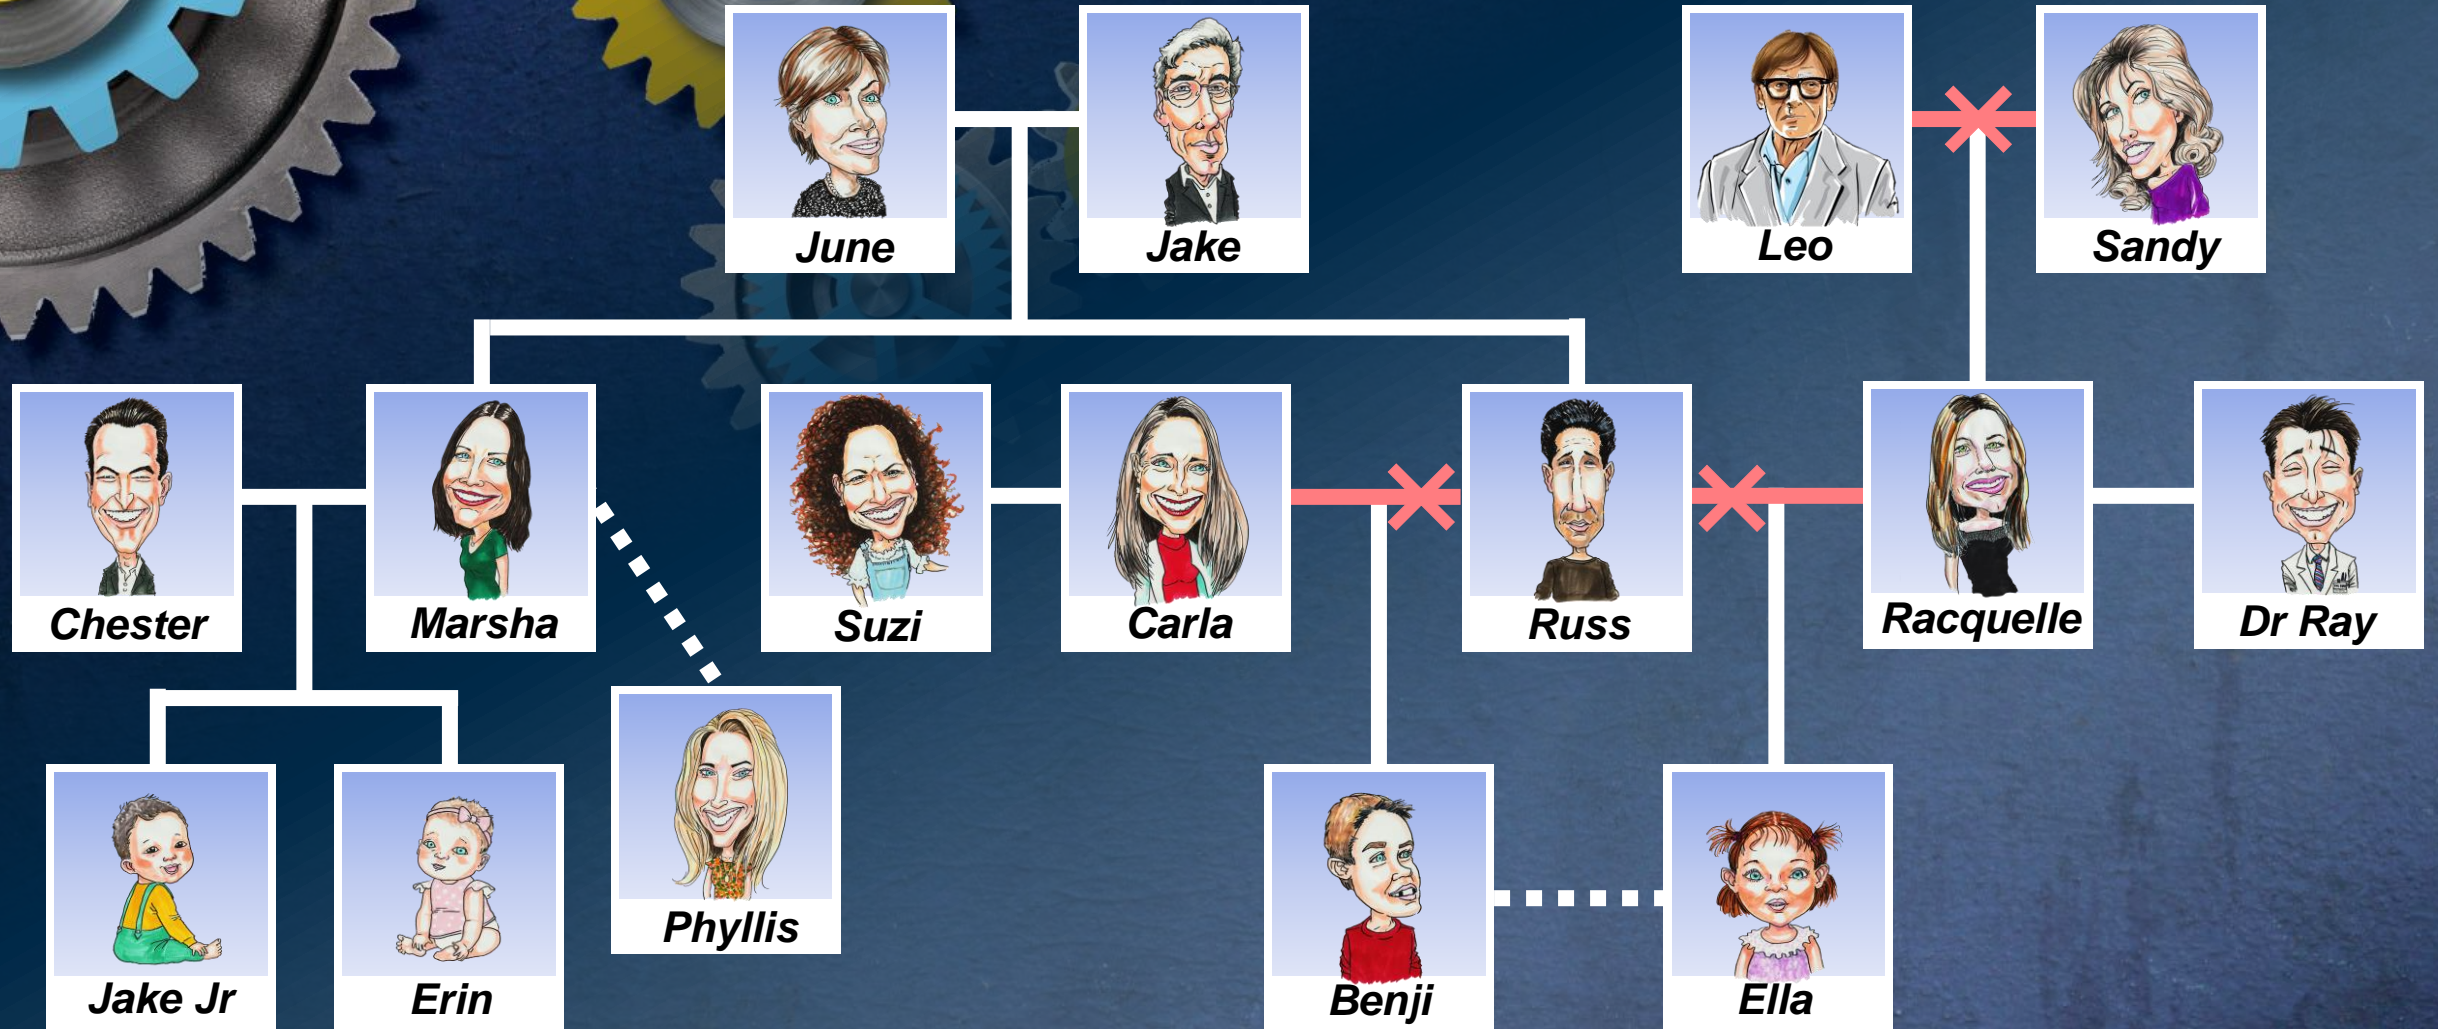 June
Jake
Leo
Sandy
Chester
Marsha
Suzi
Carla
Russ
Racquelle
Dr Ray
Phyllis
Jake Jr
Erin
Benji
Ella